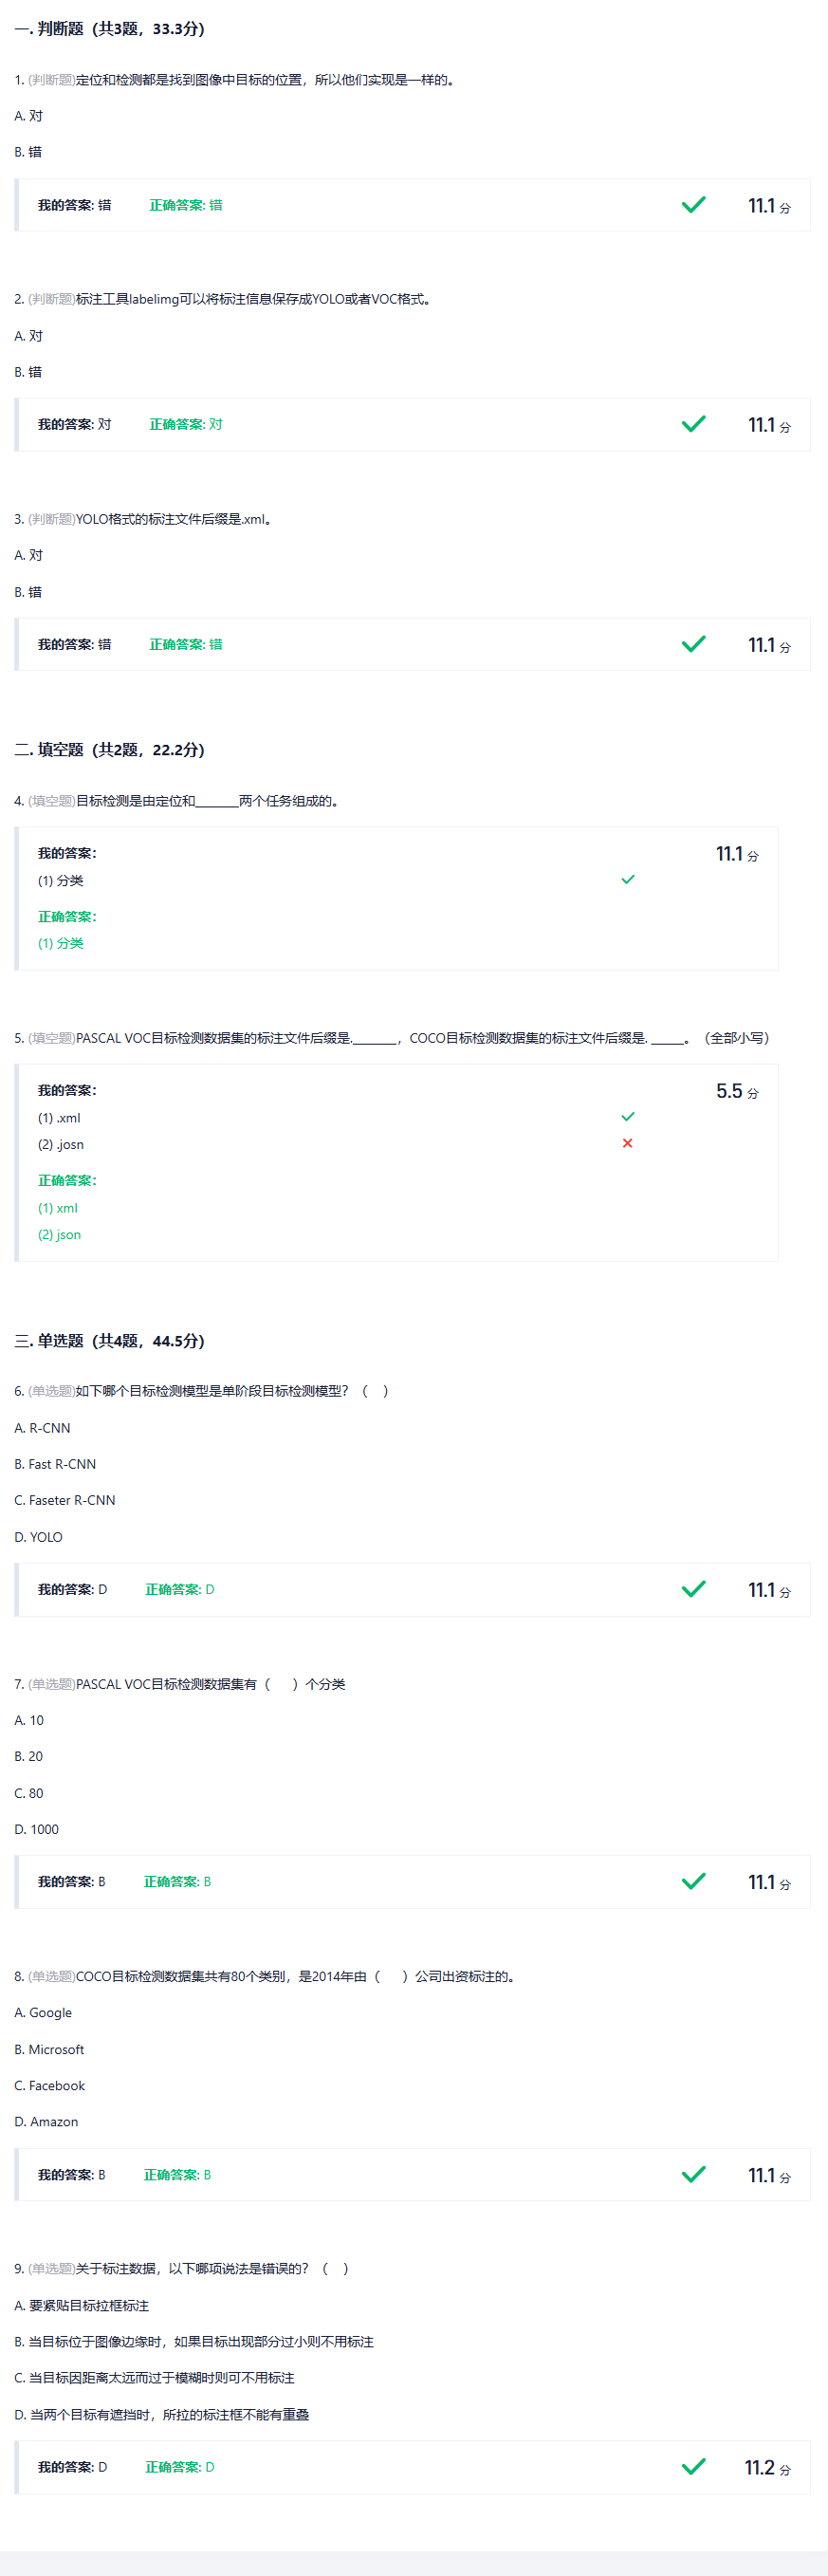 一. 判断题（共3题，33.3分）
1. (判断题)定位和检测都是找到图像中目标的位置，所以他们实现是一样的。
A. 对
B. 错
我的答案: 错 正确答案: 错 11.1 分
2. (判断题)标注工具labelimg可以将标注信息保存成YOLO或者VOC格式。
A. 对
B. 错
我的答案: 对 正确答案: 对 11.1 分
3. (判断题)YOLO格式的标注文件后缀是.xml。
A. 对
B. 错
我的答案: 错 正确答案: 错 11.1 分
二. 填空题（共2题，22.2分）
4. (填空题)目标检测是由定位和_______两个任务组成的。
我的答案： 11.1 分
(1) 分类
正确答案：
(1) 分类
5. (填空题)PASCAL VOC目标检测数据集的标注文件后缀是._______，COCO目标检测数据集的标注文件后缀是. _____。（全部小写）
我的答案： 5.5 分
(1) .xml
(2) .josn
正确答案：
(1) xml
(2) json
三. 单选题（共4题，44.5分）
6. (单选题)如下哪个目标检测模型是单阶段目标检测模型？（ ）
A. R-CNN
B. Fast R-CNN
C. Faseter R-CNN
D. YOLO
我的答案: D 正确答案: D 11.1 分
7. (单选题)PASCAL VOC目标检测数据集有（ ）个分类
A. 10
B. 20
C. 80
D. 1000
我的答案: B 正确答案: B 11.1 分
8. (单选题)COCO目标检测数据集共有80个类别，是2014年由（ ）公司出资标注的。
A. Google
B. Microsoft
C. Facebook
D. Amazon
我的答案: B 正确答案: B 11.1 分
9. (单选题)关于标注数据，以下哪项说法是错误的？（ ）
A. 要紧贴目标拉框标注
B. 当目标位于图像边缘时，如果目标出现部分过小则不用标注
C. 当目标因距离太远而过于模糊时则可不用标注
D. 当两个目标有遮挡时，所拉的标注框不能有重叠
我的答案: D 正确答案: D 11.2 分